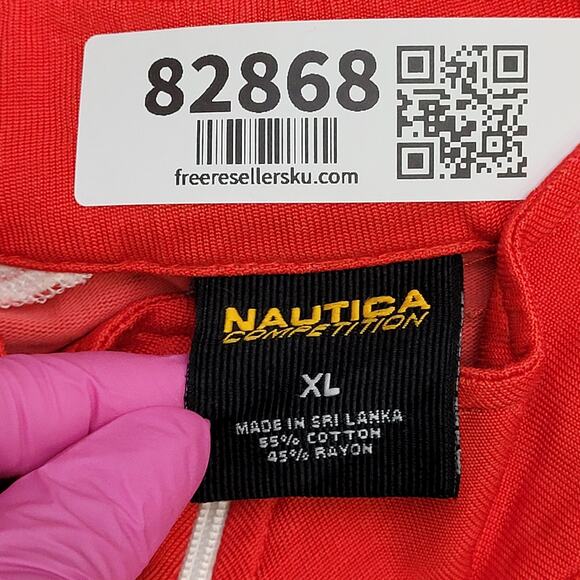 82868
freeresellersku.com
NAUTICA
COMPETITION
XL
MADE IN SRI LANKA
55% COTTON
45% RAYON